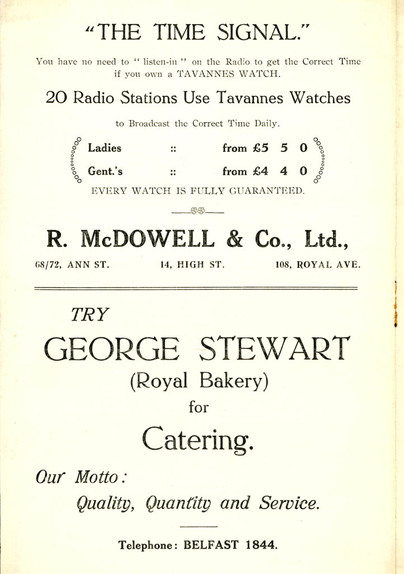 "THE TIME SIGNAL."
You have no need to " listen-in " on the Radio to get the Correct Time
if you own a TAVANNES WATCH.
20 Radio Stations Use Tavannes Watches
to Broadcast the Correct Time Daily.
Ladies :: from £5 5 0
Gent.'s :: from £4 4 0
EVERY WATCH IS FULLY GUARANTEED.
R. McDOWELL & Co., Ltd.,
68/72, ANN ST. 14, HIGH ST. 108, ROYAL AVE.
TRY
GEORGE STEWART
(Royal Bakery)
for
Catering.
Our Motto:
Quality, Quantity and Service.
Telephone: BELFAST 1844.